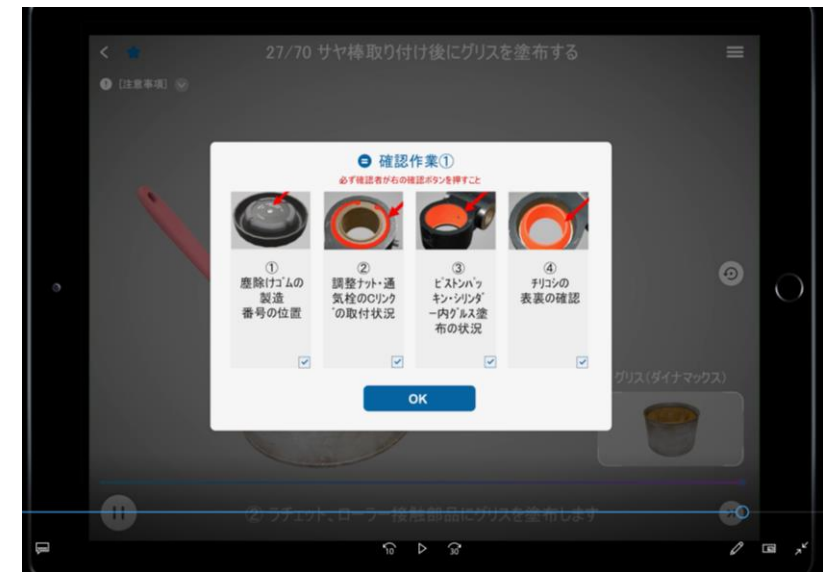 27/70 サヤ棒取り付け後にグリスを塗布する
[注意事項]
確認作業①
必ず確認者が右の確認ボタンを押すこと
①
塵除けゴムの
製造
番号の位置
②
調整ナット・通
気栓のCリンク
゛の取付状況
③
ピストンパッ
キン・シリンダ
ー内グルス塗
布の状況
④
チリコシの
表裏の確認
OK
グリス(ダイナマックス)
② ラチェット、ローラー接触部品にグリスを塗布します
10
30